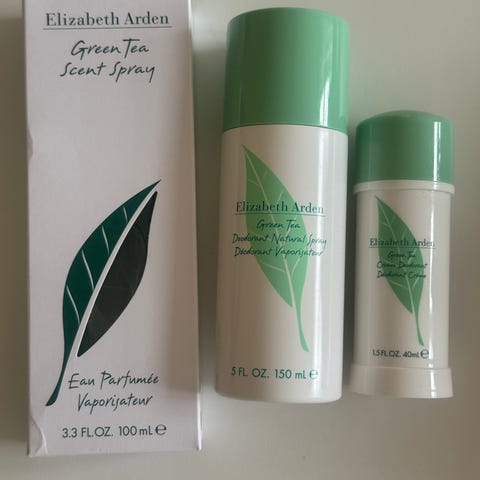 Elizabeth Arden
Green Tea
Scent Spray
Eau Parfumée
Vaporisateur
3.3 FL.OZ. 100 mL e
Elizabeth Arden
Green Tea
Deodorant Natural Spray
Déodorant Vaporisateur
5 FL. OZ. 150 mL e
Elizabeth Arden
Green Tea
Cream Deodorant
Déodorant Crème
1.5 FL.OZ. 40mL e